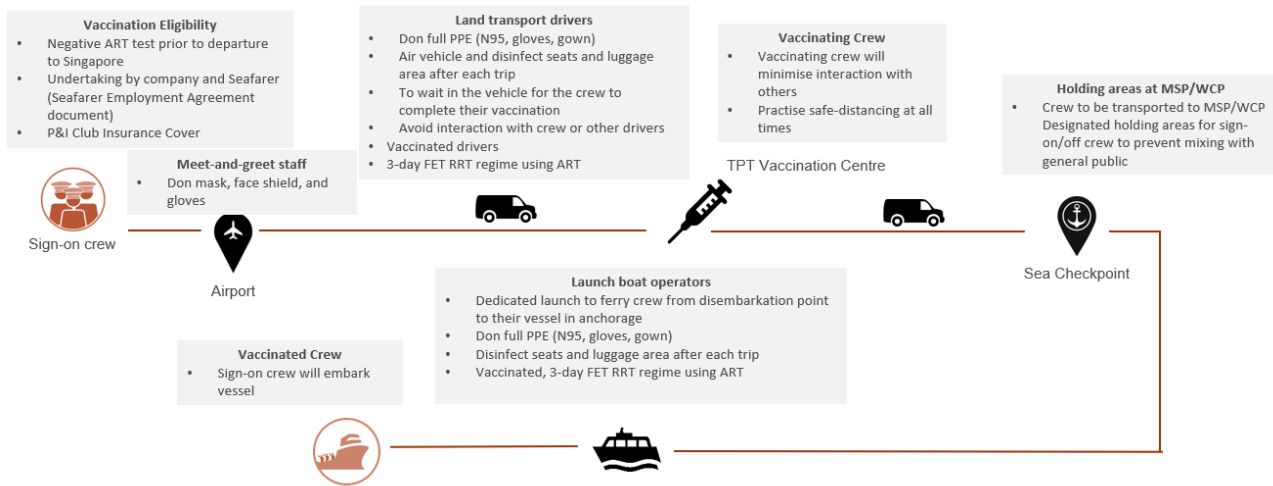 Vaccination Eligibility
• Negative ART test prior to departure
to Singapore
• Undertaking by company and Seafarer
(Seafarer Employment Agreement
document)
• P&I Club Insurance Cover
Meet-and-greet staff
• Don mask, face shield, and
gloves
Sign-on crew
Airport
Land transport drivers
• Don full PPE (N95, gloves, gown)
• Air vehicle and disinfect seats and luggage
area after each trip
• To wait in the vehicle for the crew to
complete their vaccination
• Avoid interaction with crew or other drivers
• Vaccinated drivers
• 3-day FET RRT regime using ART
Vaccinating Crew
• Vaccinating crew will
minimise interaction with
others
• Practise safe-distancing at all
times
TPT Vaccination Centre
Holding areas at MSP/WCP
• Crew to be transported to MSP/WCP
Designated holding areas for sign-
on/off crew to prevent mixing with
general public
Sea Checkpoint
Launch boat operators
• Dedicated launch to ferry crew from disembarkation point
to their vessel in anchorage
• Don full PPE (N95, gloves, gown)
• Disinfect seats and luggage area after each trip
• Vaccinated, 3-day FET RRT regime using ART
Vaccinated Crew
• Sign-on crew will embark
vessel